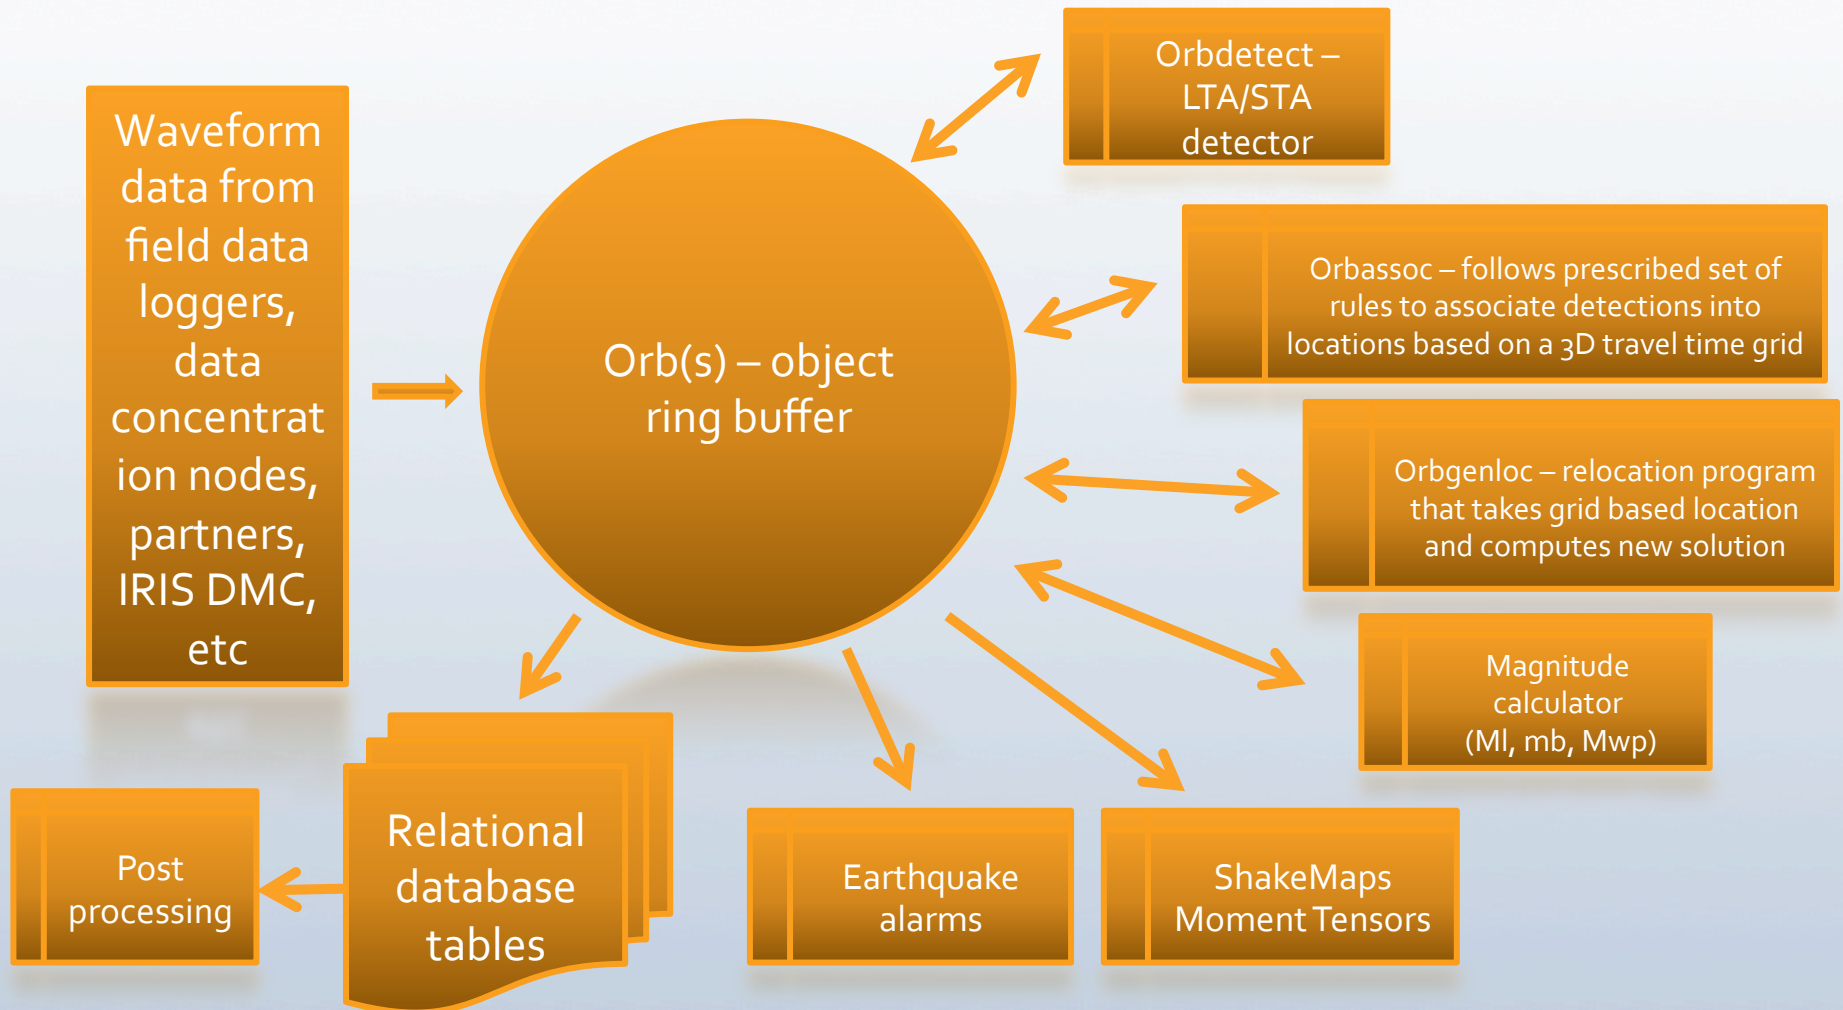 Waveform
data from
field data
loggers,
data
concentrat
ion nodes,
partners,
IRIS DMC,
etc
Orb(s) – object
ring buffer
Orbdetect –
LTA/STA
detector
Orbassoc – follows prescribed set of
rules to associate detections into
locations based on a 3D travel time grid
Orbgenloc – relocation program
that takes grid based location
and computes new solution
Magnitude
calculator
(Ml, mb, Mwp)
ShakeMaps
Moment Tensors
Earthquake
alarms
Relational
database
tables
Post
processing